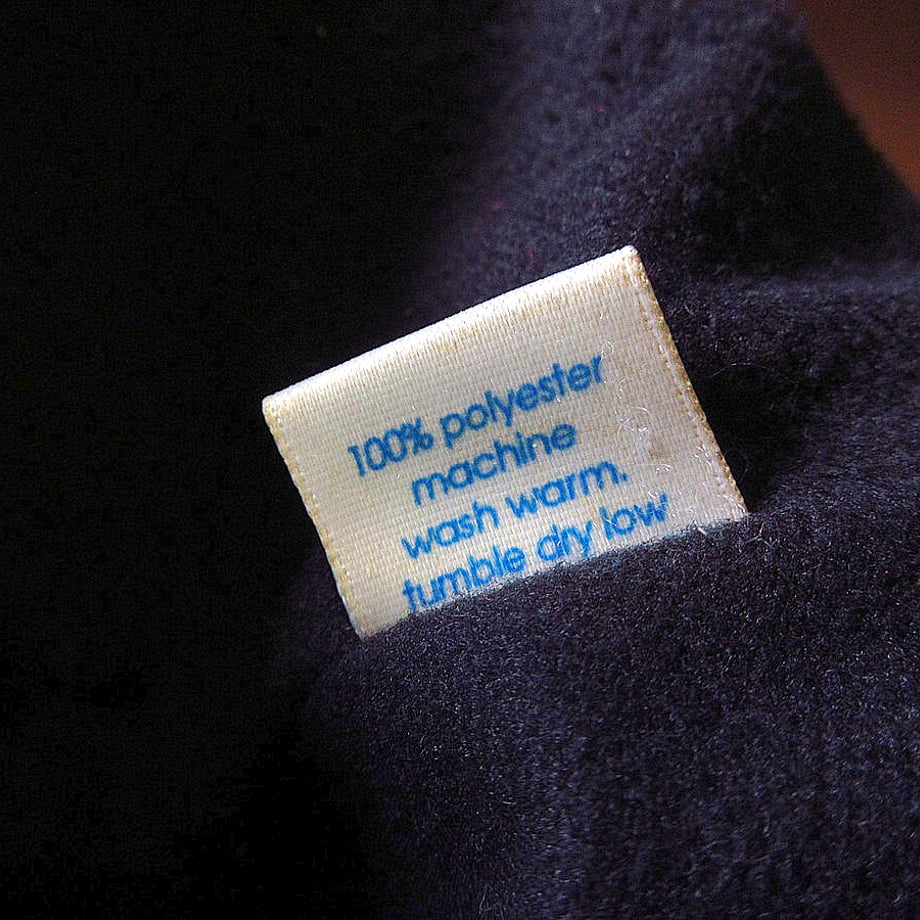 100% polyester
machine
wash warm.
tumble dry low